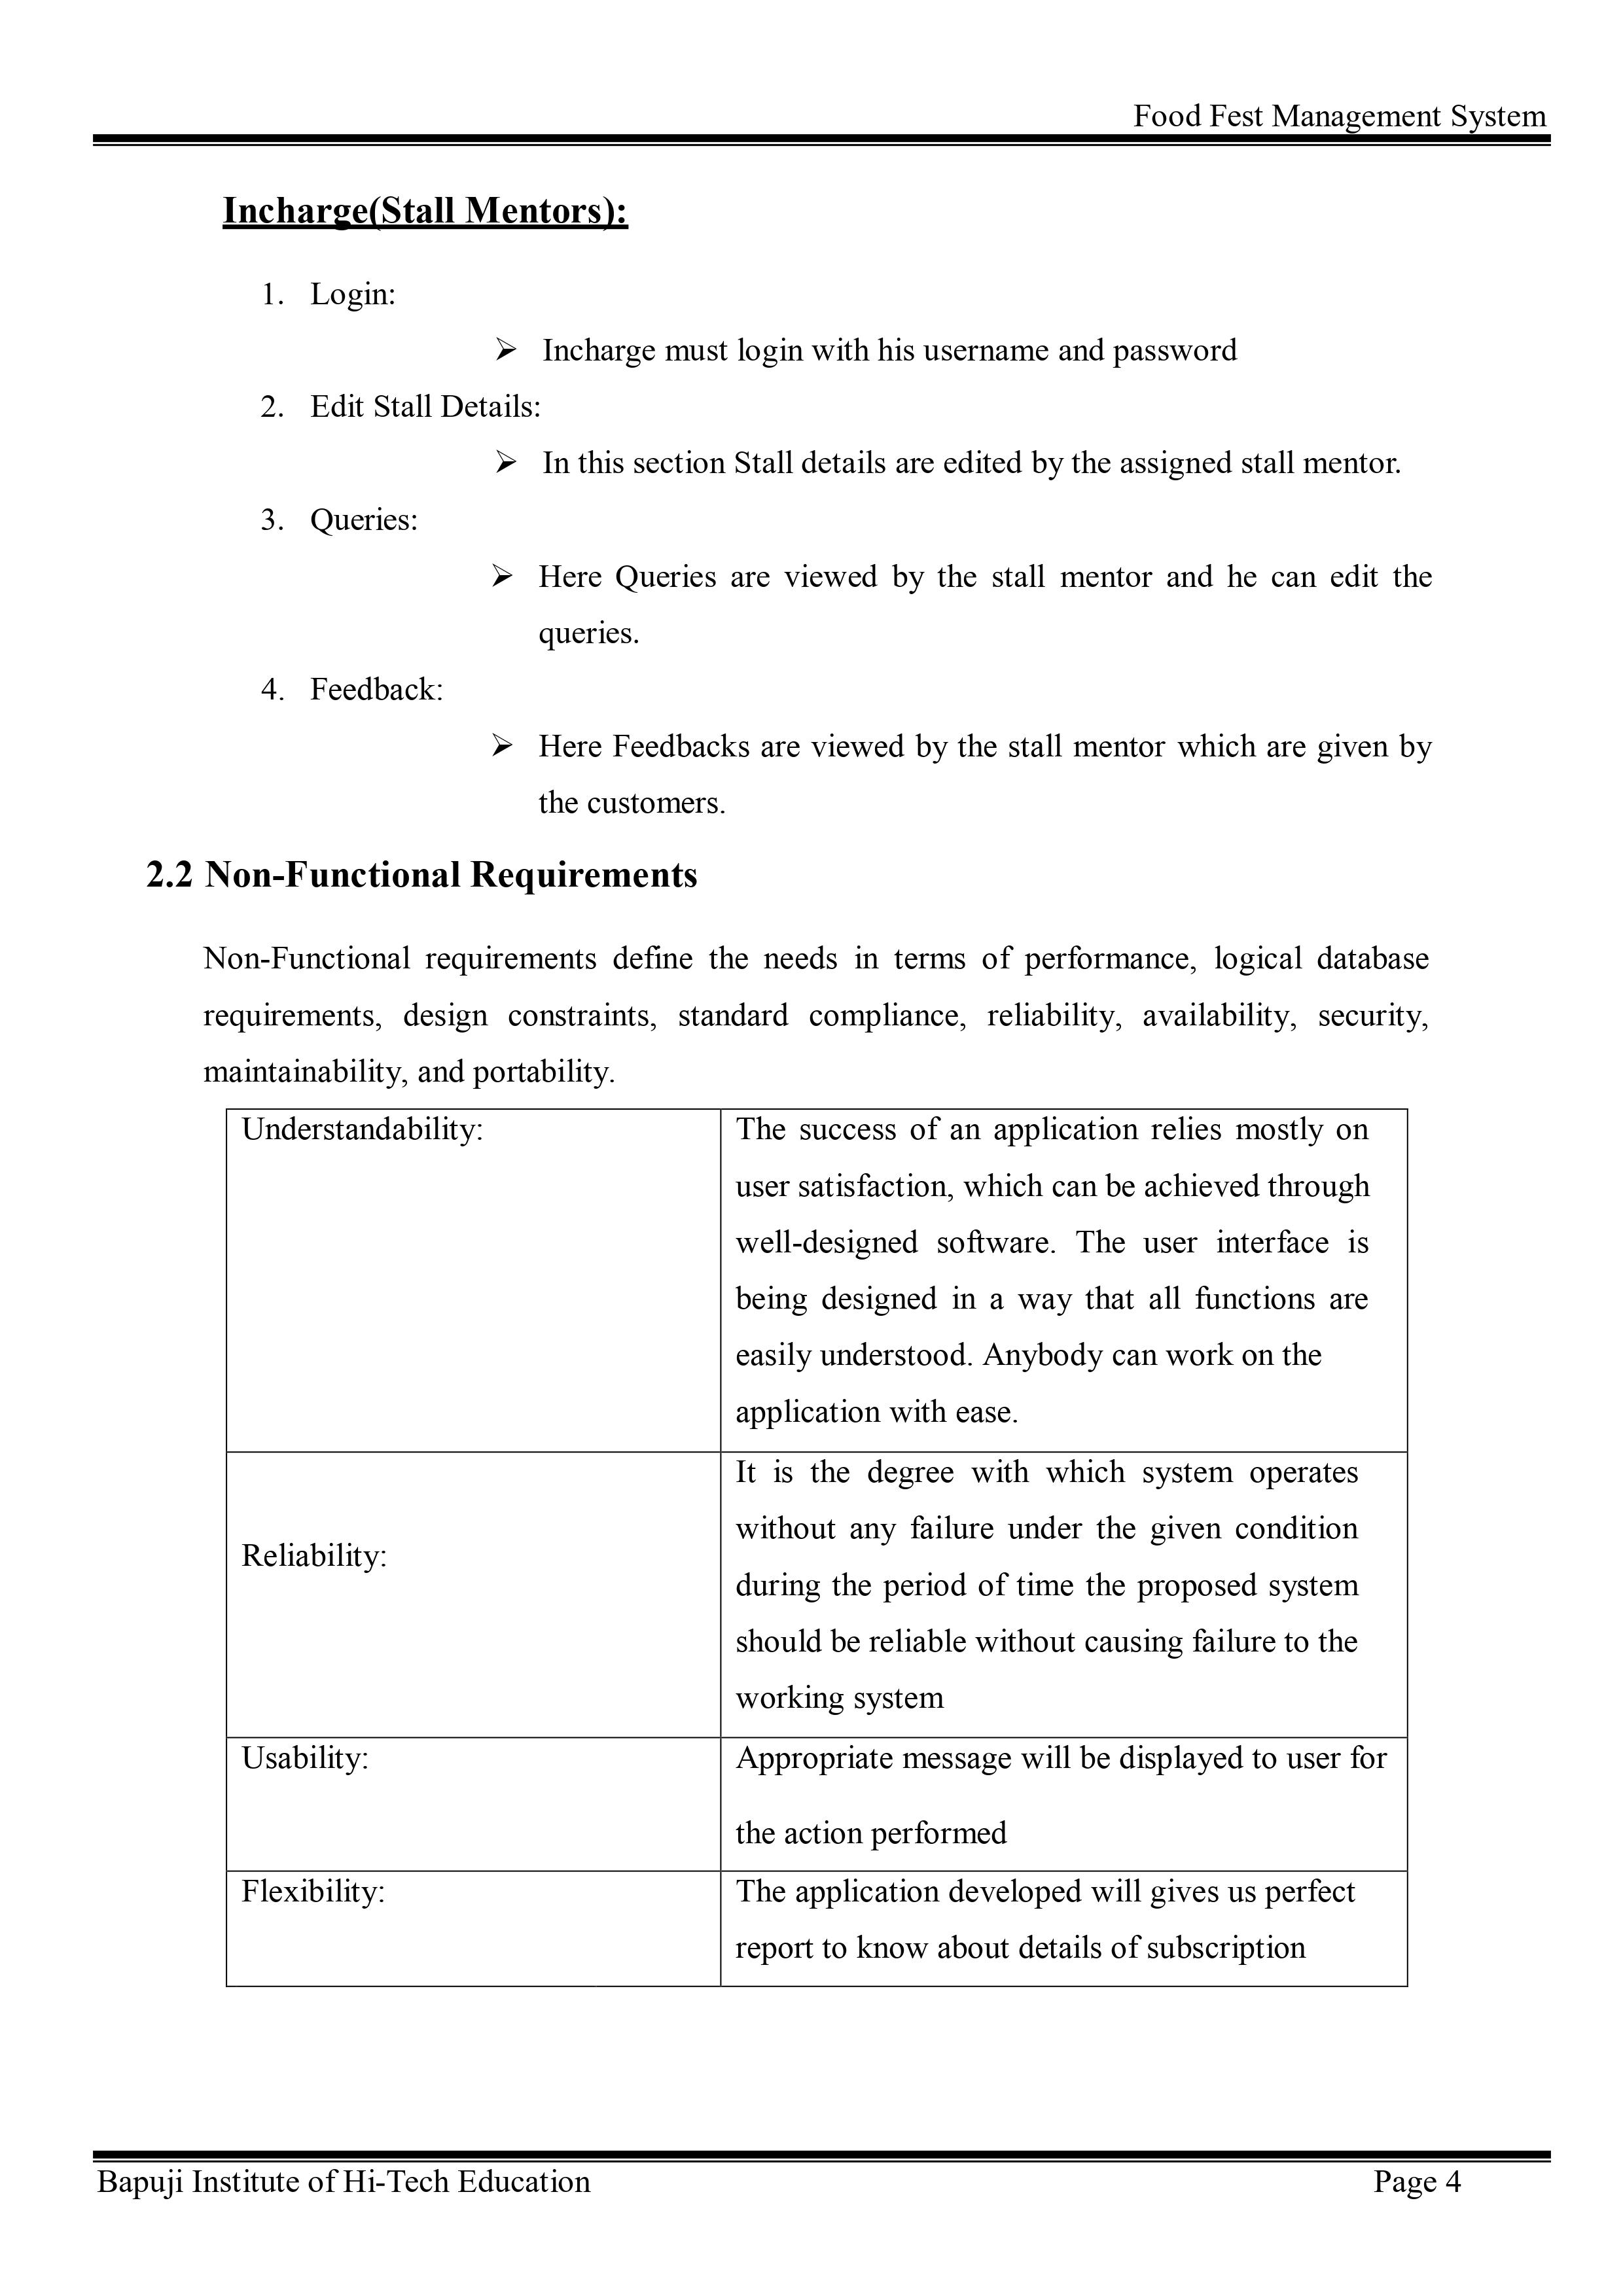 Food Fest Management System
Incharge(Stall Mentors):
1. Login:
➢ Incharge must login with his username and password
2. Edit Stall Details:
➢ In this section Stall details are edited by the assigned stall mentor.
3. Queries:
➢ Here Queries are viewed by the stall mentor and he can edit the
queries.
4. Feedback:
➢ Here Feedbacks are viewed by the stall mentor which are given by
the customers.
2.2 Non-Functional Requirements
Non-Functional requirements define the needs in terms of performance, logical database
requirements, design constraints, standard compliance, reliability, availability, security,
maintainability, and portability.
Understandability:
The success of an application relies mostly on
user satisfaction, which can be achieved through
well-designed software. The user interface is
being designed in a way that all functions are
easily understood. Anybody can work on the
application with ease.
Reliability:
It is the degree with which system operates
without any failure under the given condition
during the period of time the proposed system
should be reliable without causing failure to the
working system
Usability:
Appropriate message will be displayed to user for
the action performed
Flexibility:
The application developed will gives us perfect
report to know about details of subscription
Bapuji Institute of Hi-Tech Education
Page 4